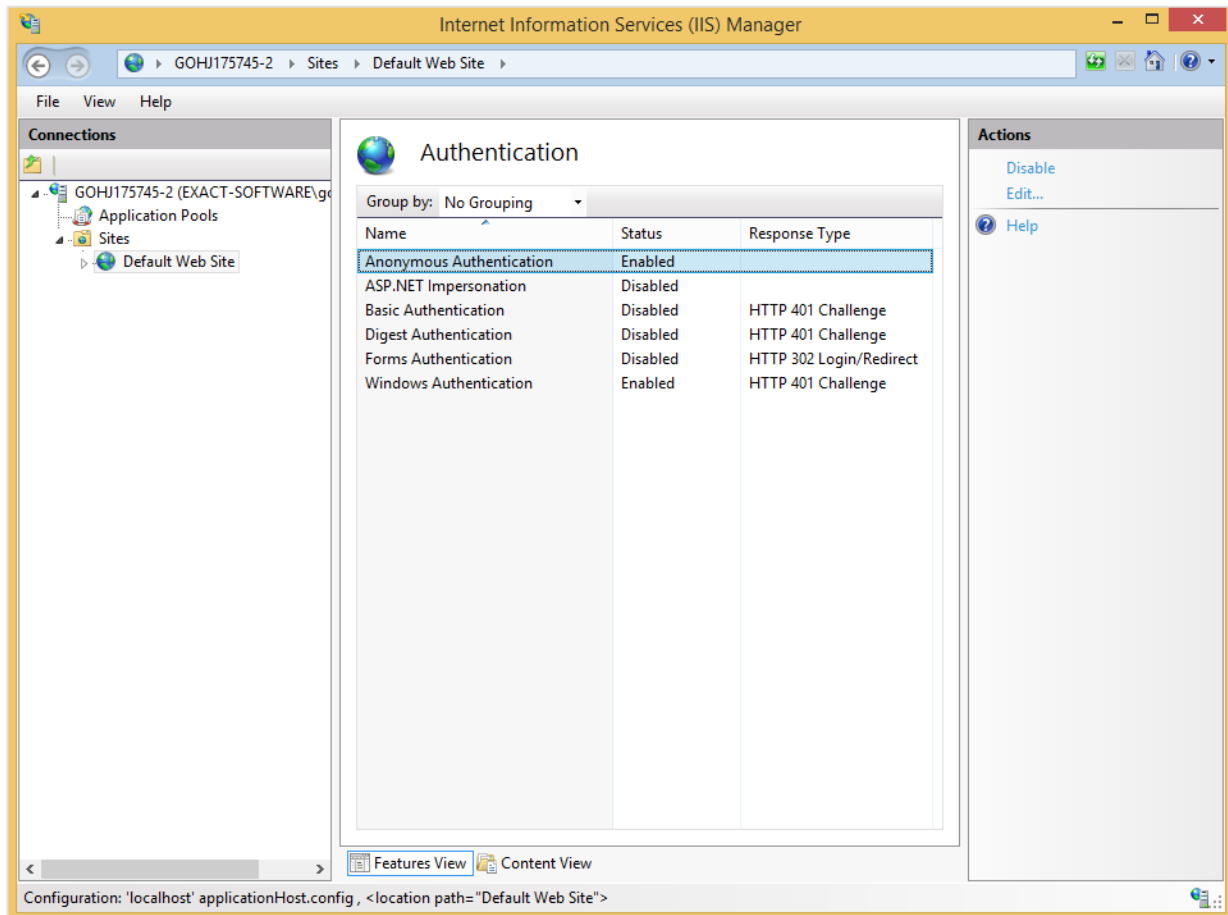 Internet Information Services (IIS) Manager
GOHJ175745-2 Sites Default Web Site
File View Help
Connections
GOHJ175745-2 (EXACT-SOFTWARE\go
Application Pools
Sites
Default Web Site
Authentication
Group by: No Grouping
Name Status Response Type
Anonymous Authentication Enabled
ASP.NET Impersonation Disabled
Basic Authentication Disabled HTTP 401 Challenge
Digest Authentication Disabled HTTP 401 Challenge
Forms Authentication Disabled HTTP 302 Login/Redirect
Windows Authentication Enabled HTTP 401 Challenge
Features View Content View
Actions
Disable
Edit...
Help
Configuration: 'localhost' applicationHost.config , <location path="Default Web Site">